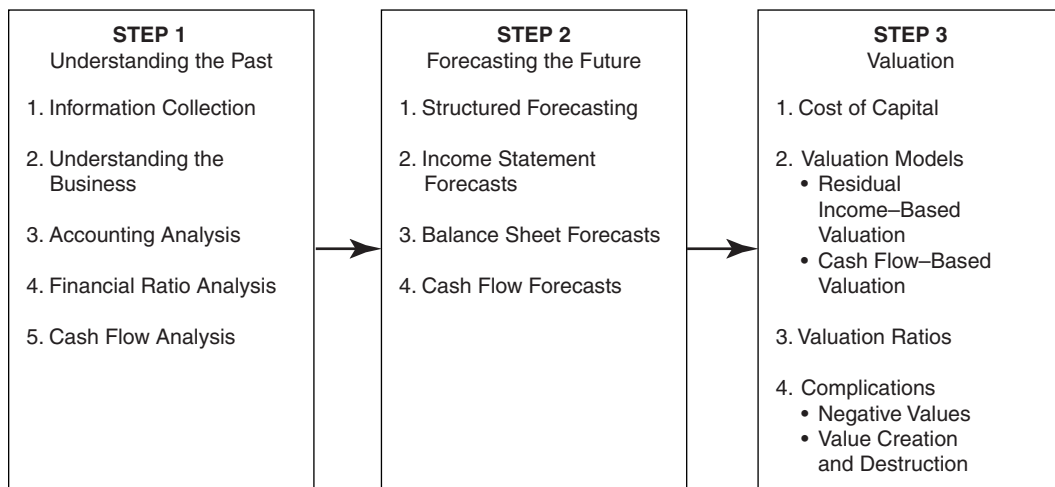 STEP 1
Understanding the Past
1. Information Collection
2. Understanding the
Business
3. Accounting Analysis
4. Financial Ratio Analysis
5. Cash Flow Analysis
STEP 2
Forecasting the Future
1. Structured Forecasting
2. Income Statement
Forecasts
3. Balance Sheet Forecasts
4. Cash Flow Forecasts
STEP 3
Valuation
1. Cost of Capital
2. Valuation Models
• Residual
Income–Based
Valuation
• Cash Flow–Based
Valuation
3. Valuation Ratios
4. Complications
• Negative Values
• Value Creation
and Destruction